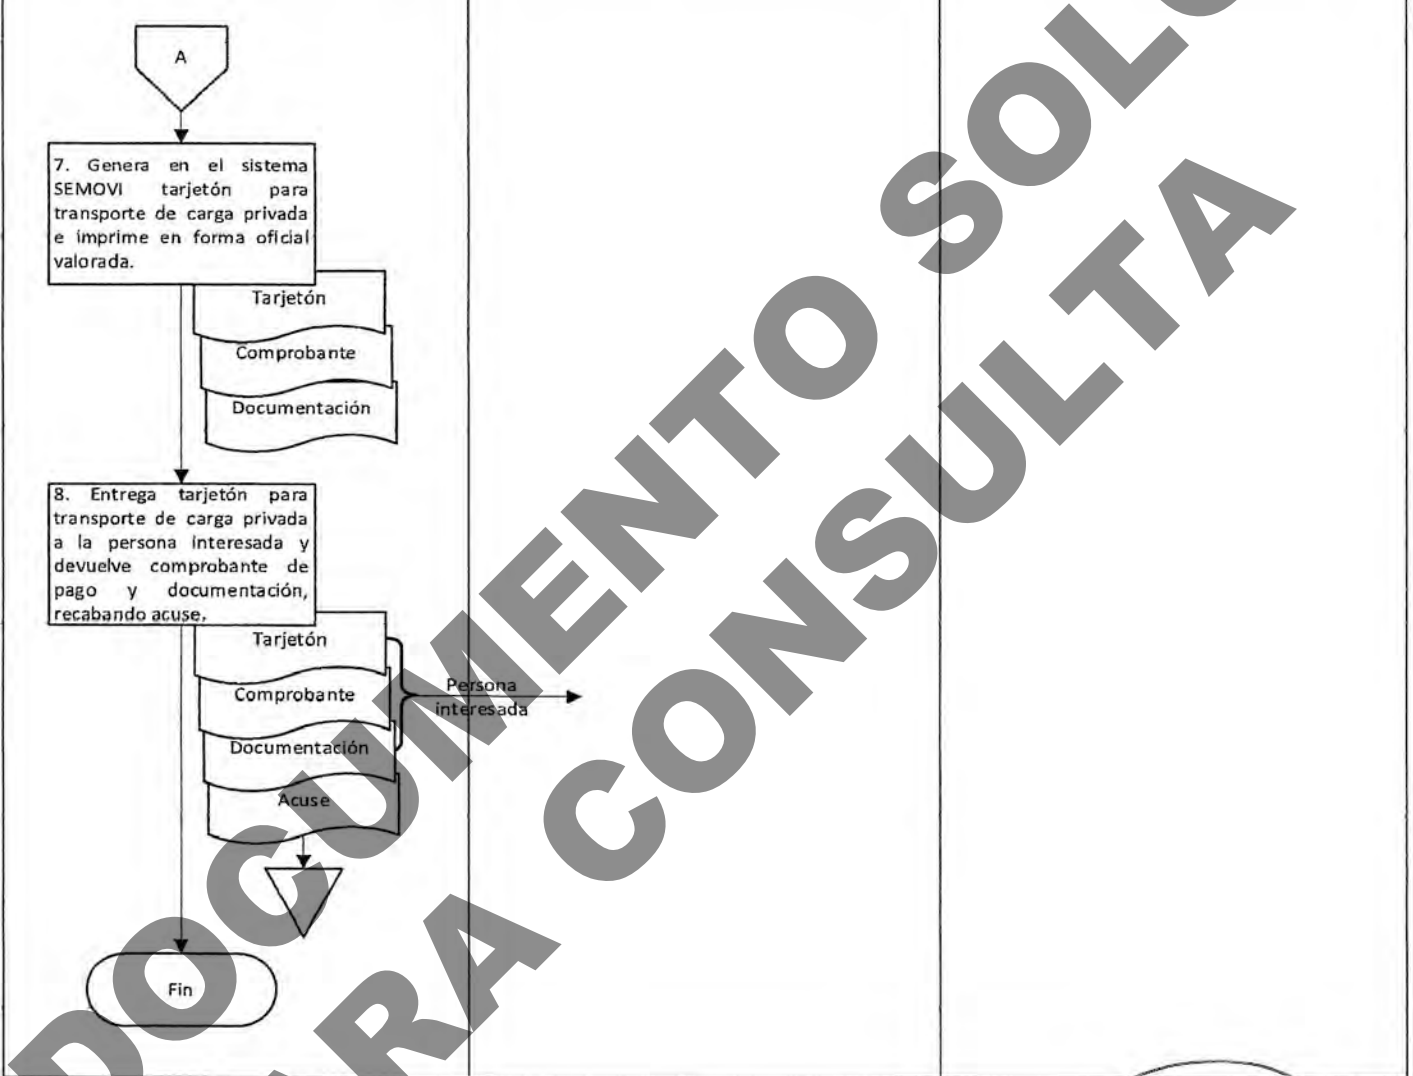 A
7. Genera en el sistema
SEMOVI tarjetón para
transporte de carga privada
e imprime en forma oficial
valorada.
Tarjetón
Comprobante
Documentación
8. Entrega tarjetón para
transporte de carga privada
a la persona interesada y
devuelve comprobante de
pago y documentación,
recabando acuse.
Tarjetón
Comprobante
Documentación
Acuse
Persona
interesada
Fin
DOCUMENTO SOLO
PARA CONSULTA